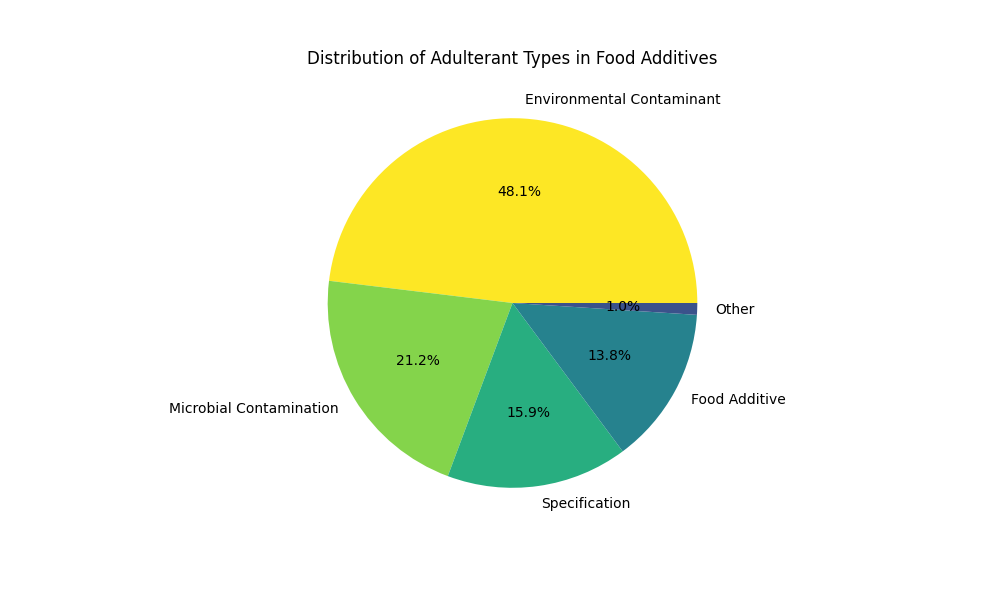 Distribution of Adulterant Types in Food Additives
Environmental Contaminant
48.1%
1.0%
Other
13.8%
21.2%
Food Additive
Microbial Contamination
15.9%
Specification